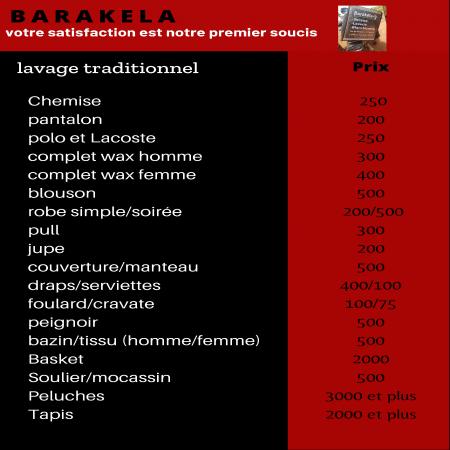 BARAKELA
votre satisfaction est notre premier soucis
Barakela
lavage traditionnel Prix
Chemise 250
pantalon 200
polo et Lacoste 250
complet wax homme 300
complet wax femme 400
blouson 500
robe simple/soirée 200/500
pull 300
jupe 200
couverture/manteau 500
draps/serviettes 400/100
foulard/cravate 100/75
peignoir 500
bazin/tissu (homme/femme) 500
Basket 2000
Soulier/mocassin 500
Peluches 3000 et plus
Tapis 2000 et plus